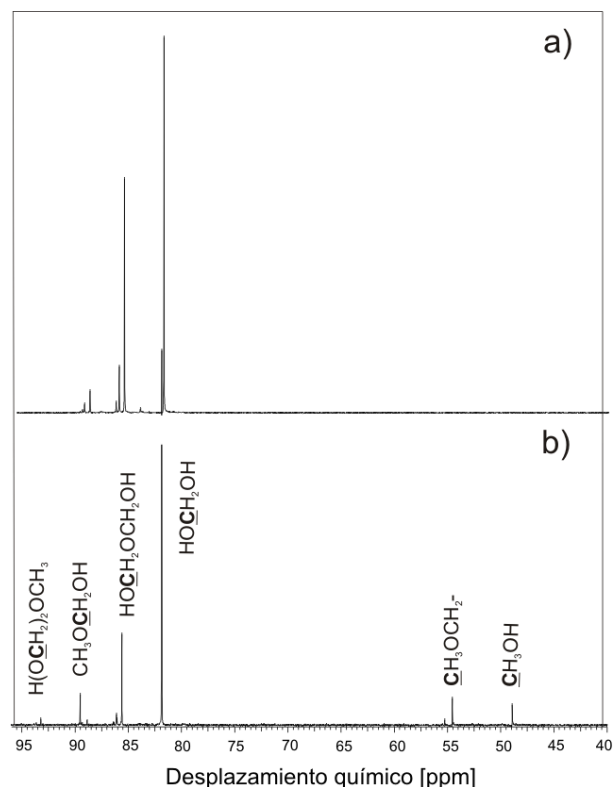 a)
b)
H(OCH₂)₂OCH₃
CH₃OCH₂OH
HOCH₂OCH₂OH
HOCH₂OH
CH₃OCH₂-
CH₃OH
95 90 85 80 75 70 65 60 55 50 45 40
Desplazamiento químico [ppm]